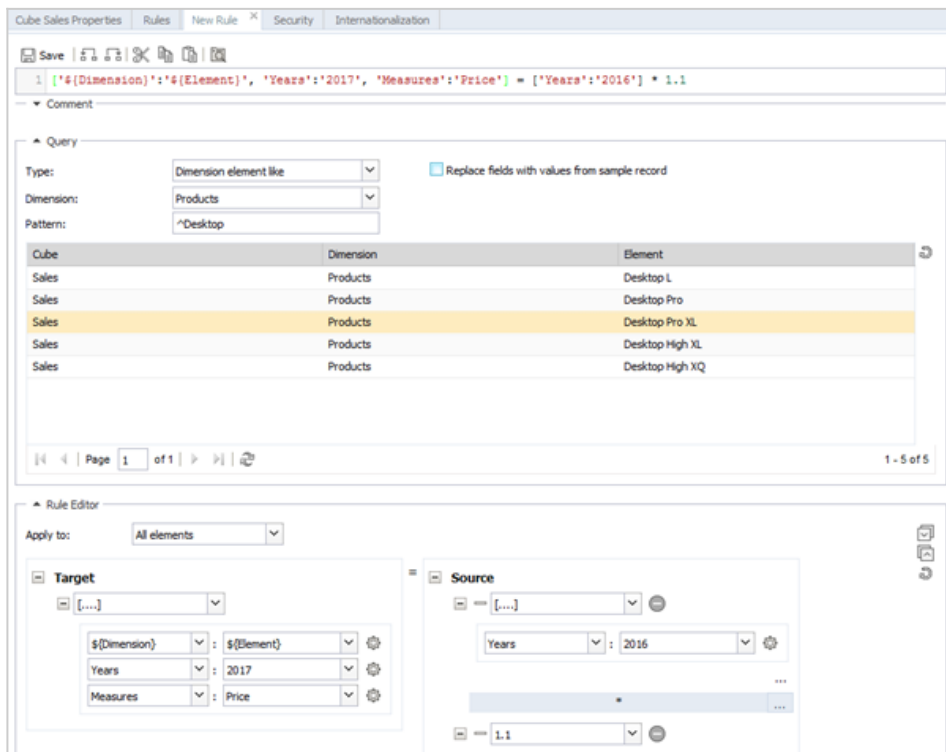 Cube Sales Properties Rules New Rule Security Internationalization
Save
1 ['${Dimension}':'${Element}', 'Years':'2017', 'Measures':'Price'] = ['Years':'2016'] * 1.1
Comment
Query
Type: Dimension element like Replace fields with values from sample record
Dimension: Products
Pattern: ^Desktop
Cube Dimension Element
Sales Products Desktop L
Sales Products Desktop Pro
Sales Products Desktop Pro XL
Sales Products Desktop High XL
Sales Products Desktop High XQ
Page 1 of 1 1 - 5 of 5
Rule Editor
Apply to: All elements
Target = Source
[....] [....]
${Dimension} : ${Element} Years : 2016
Years : 2017
Measures : Price
...
* ...
1.1